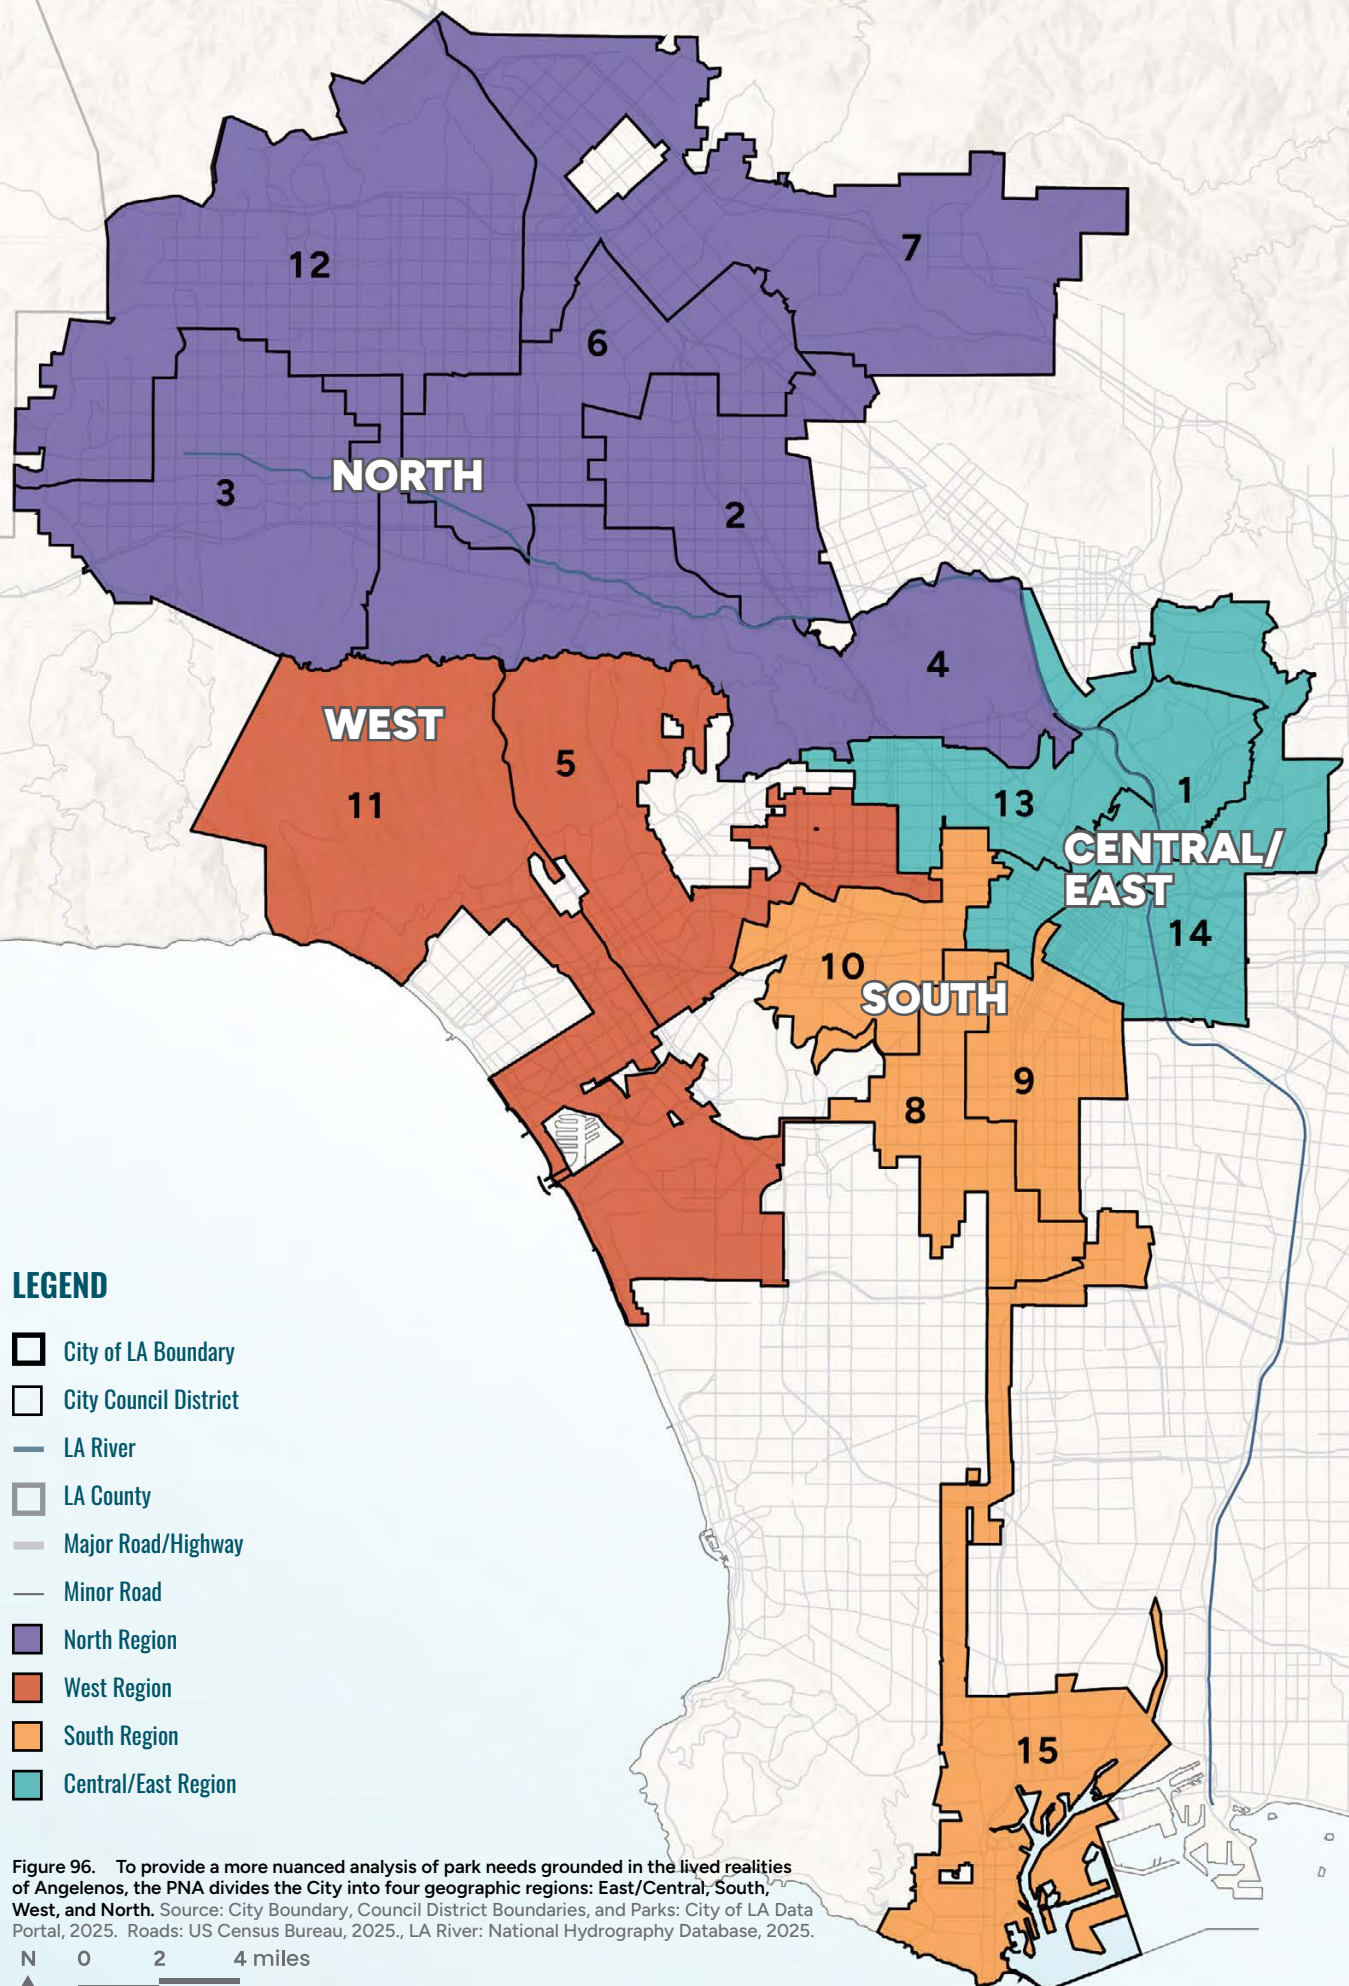 12
7
6
NORTH
3
2
4
WEST
5
11
13
1
CENTRAL/
EAST
14
10
SOUTH
9
8
15
LEGEND
City of LA Boundary
City Council District
LA River
LA County
Major Road/Highway
Minor Road
North Region
West Region
South Region
Central/East Region
Figure 96. To provide a more nuanced analysis of park needs grounded in the lived realities
of Angelenos, the PNA divides the City into four geographic regions: East/Central, South,
West, and North. Source: City Boundary, Council District Boundaries, and Parks: City of LA Data
Portal, 2025. Roads: US Census Bureau, 2025., LA River: National Hydrography Database, 2025.
N 0 2 4 miles